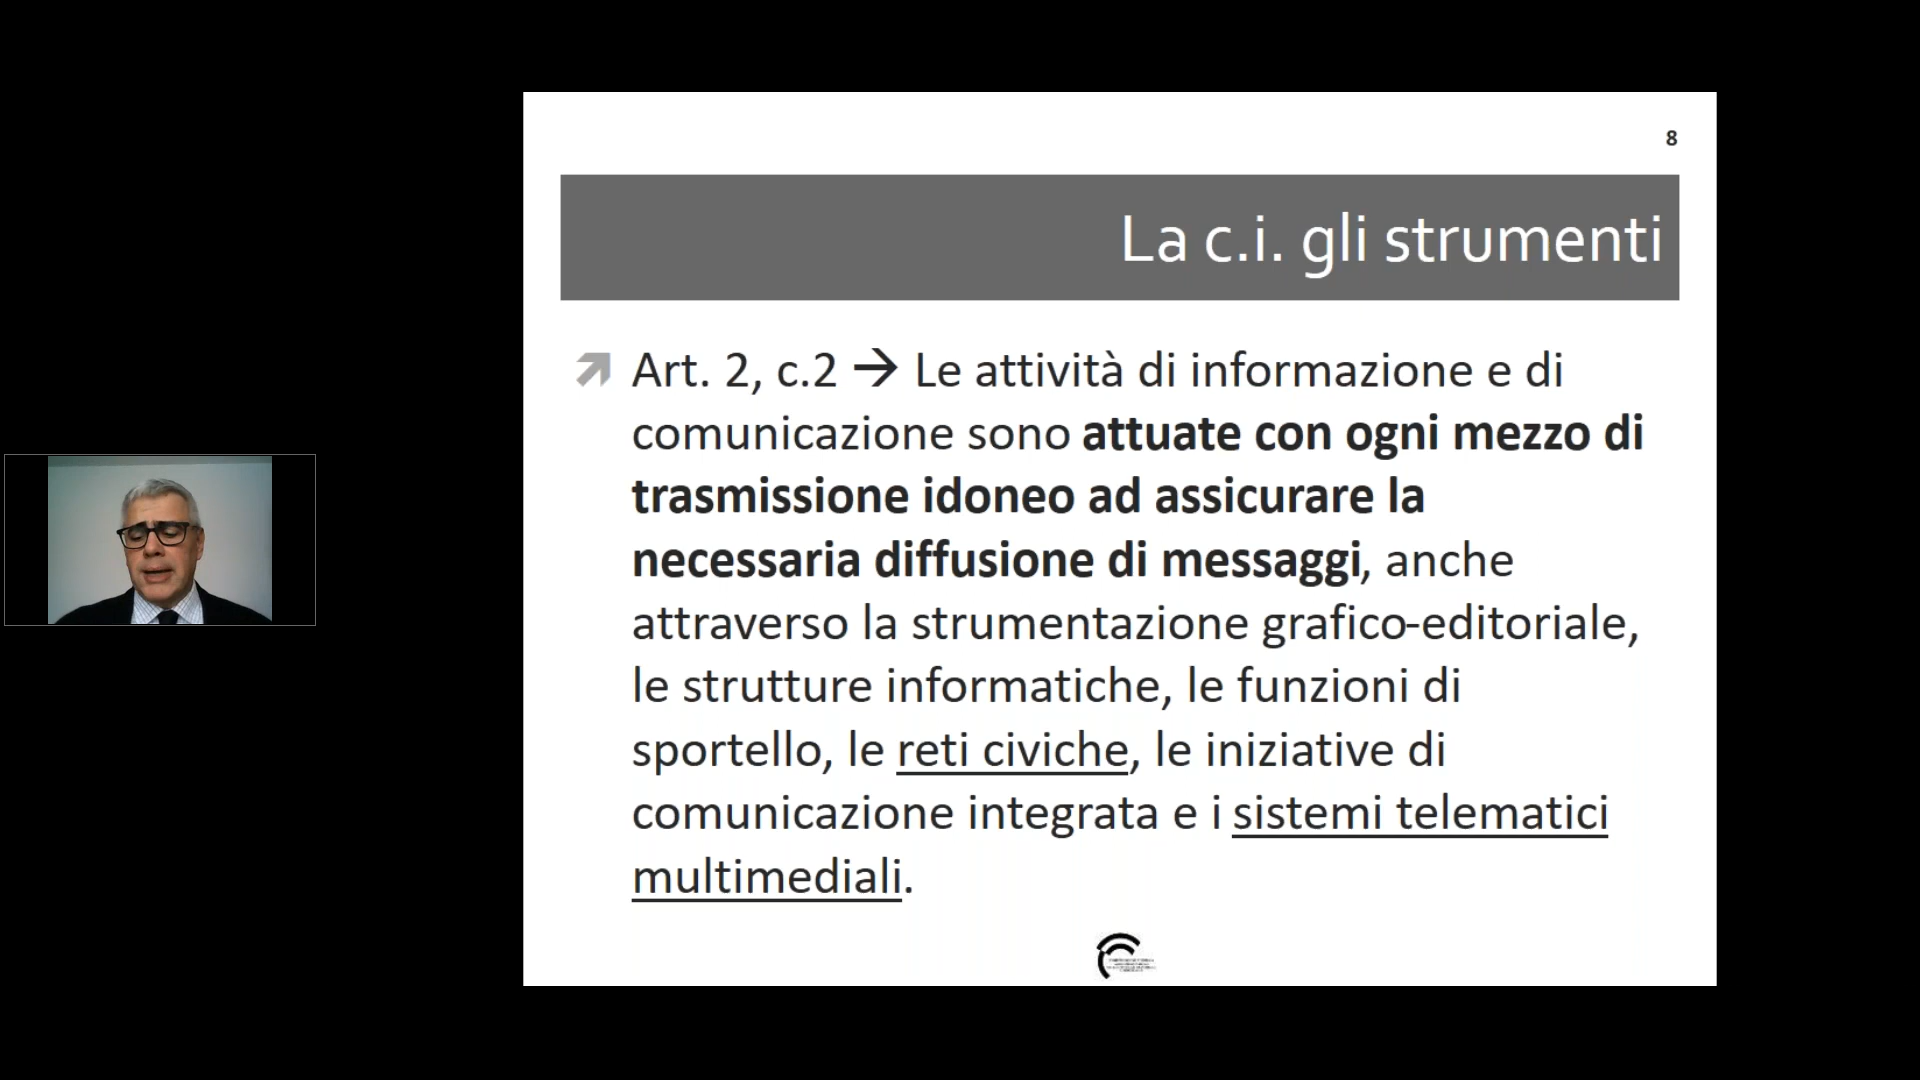 8
La c.i. gli strumenti
Art. 2, c.2 → Le attività di informazione e di
comunicazione sono attuate con ogni mezzo di
trasmissione idoneo ad assicurare la
necessaria diffusione di messaggi, anche
attraverso la strumentazione grafico-editoriale,
le strutture informatiche, le funzioni di
sportello, le reti civiche, le iniziative di
comunicazione integrata e i sistemi telematici
multimediali.